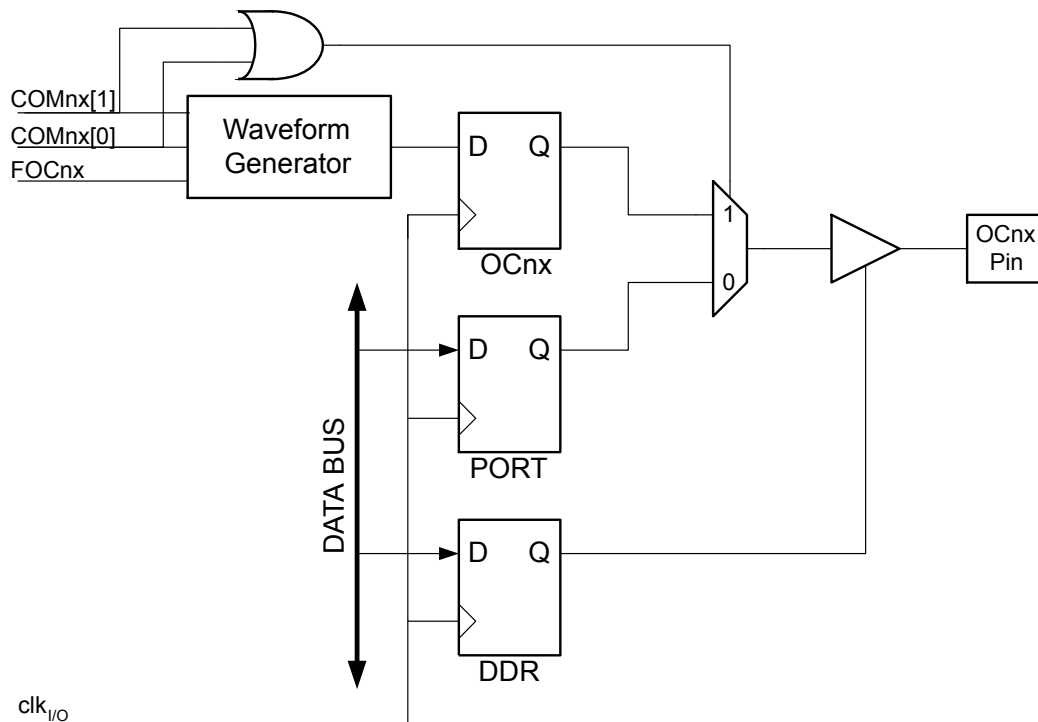 COMnx[1]
COMnx[0]
FOCnx
Waveform
Generator
D Q
OCnx
1
0
OCnx
Pin
DATA BUS
D Q
PORT
D Q
DDR
clkI/O